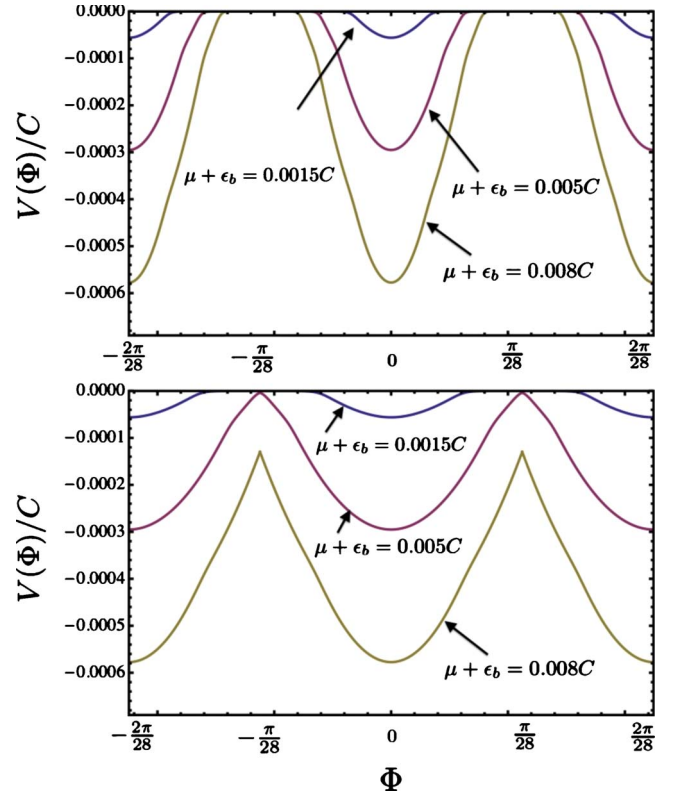 0.0000
−0.0001
−0.0002
−0.0003
−0.0004
−0.0005
−0.0006
V(Φ)/C
μ + ϵ_b = 0.0015C
μ + ϵ_b = 0.005C
μ + ϵ_b = 0.008C
−2π/28
−π/28
0
π/28
2π/28
0.0000
−0.0001
−0.0002
−0.0003
−0.0004
−0.0005
−0.0006
V(Φ)/C
μ + ϵ_b = 0.0015C
μ + ϵ_b = 0.005C
μ + ϵ_b = 0.008C
−2π/28
−π/28
0
π/28
2π/28
Φ